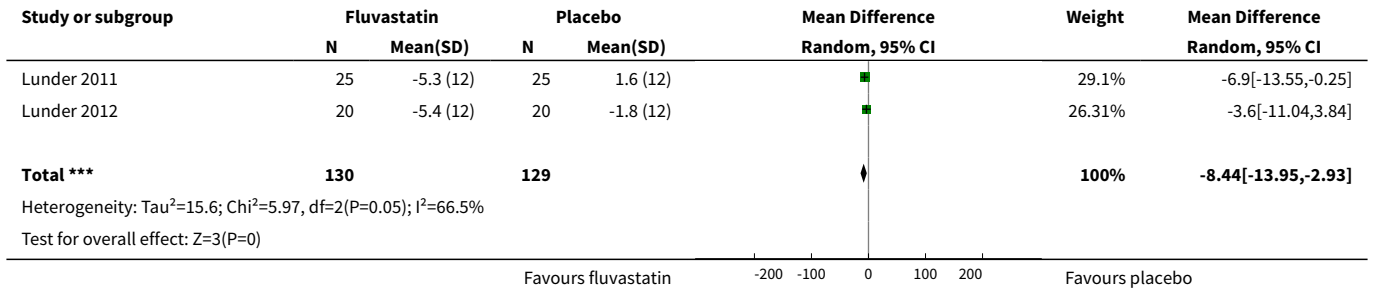 Study or subgroup Fluvastatin Placebo Mean Difference Weight Mean Difference
N Mean(SD) N Mean(SD) Random, 95% CI Random, 95% CI
Lunder 2011 25 -5.3 (12) 25 1.6 (12) 29.1% -6.9[-13.55,-0.25]
Lunder 2012 20 -5.4 (12) 20 -1.8 (12) 26.31% -3.6[-11.04,3.84]
Total *** 130 129 100% -8.44[-13.95,-2.93]
Heterogeneity: Tau²=15.6; Chi²=5.97, df=2(P=0.05); I²=66.5%
Test for overall effect: Z=3(P=0)
Favours fluvastatin -200 -100 0 100 200 Favours placebo